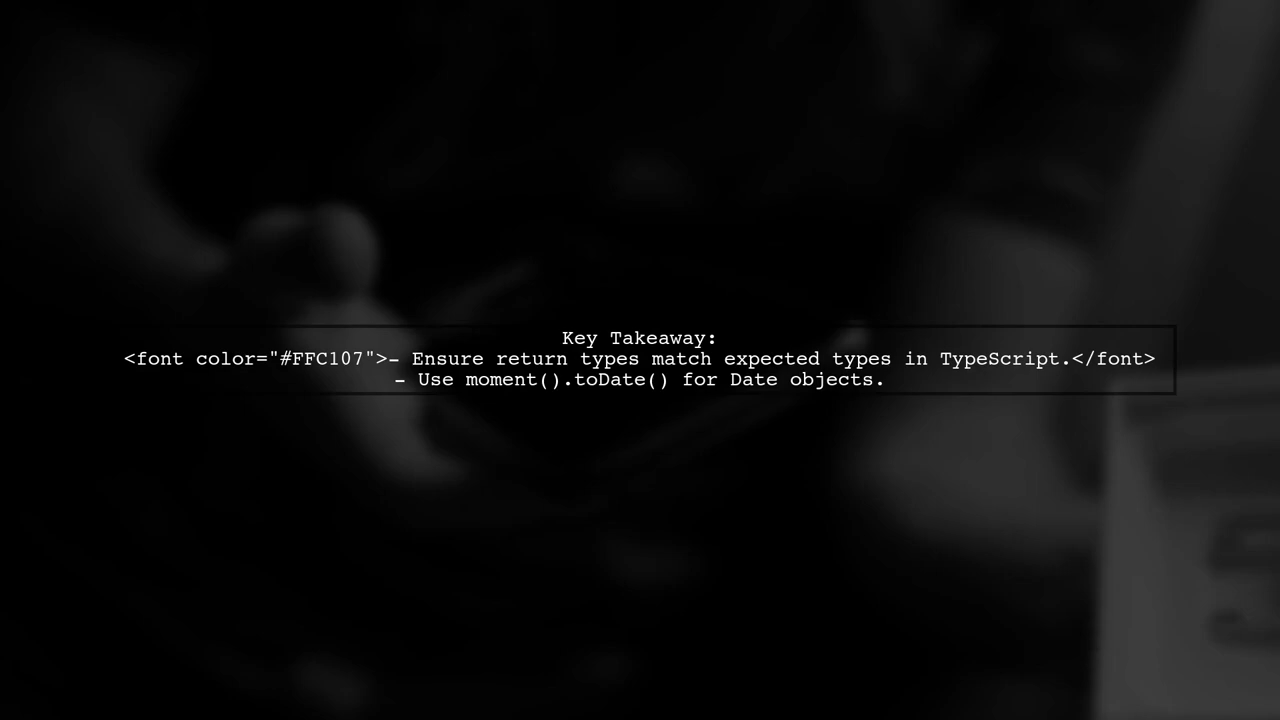 Key Takeaway:
<font color="#FFC107">– Ensure return types match expected types in TypeScript.</font>
– Use moment().toDate() for Date objects.